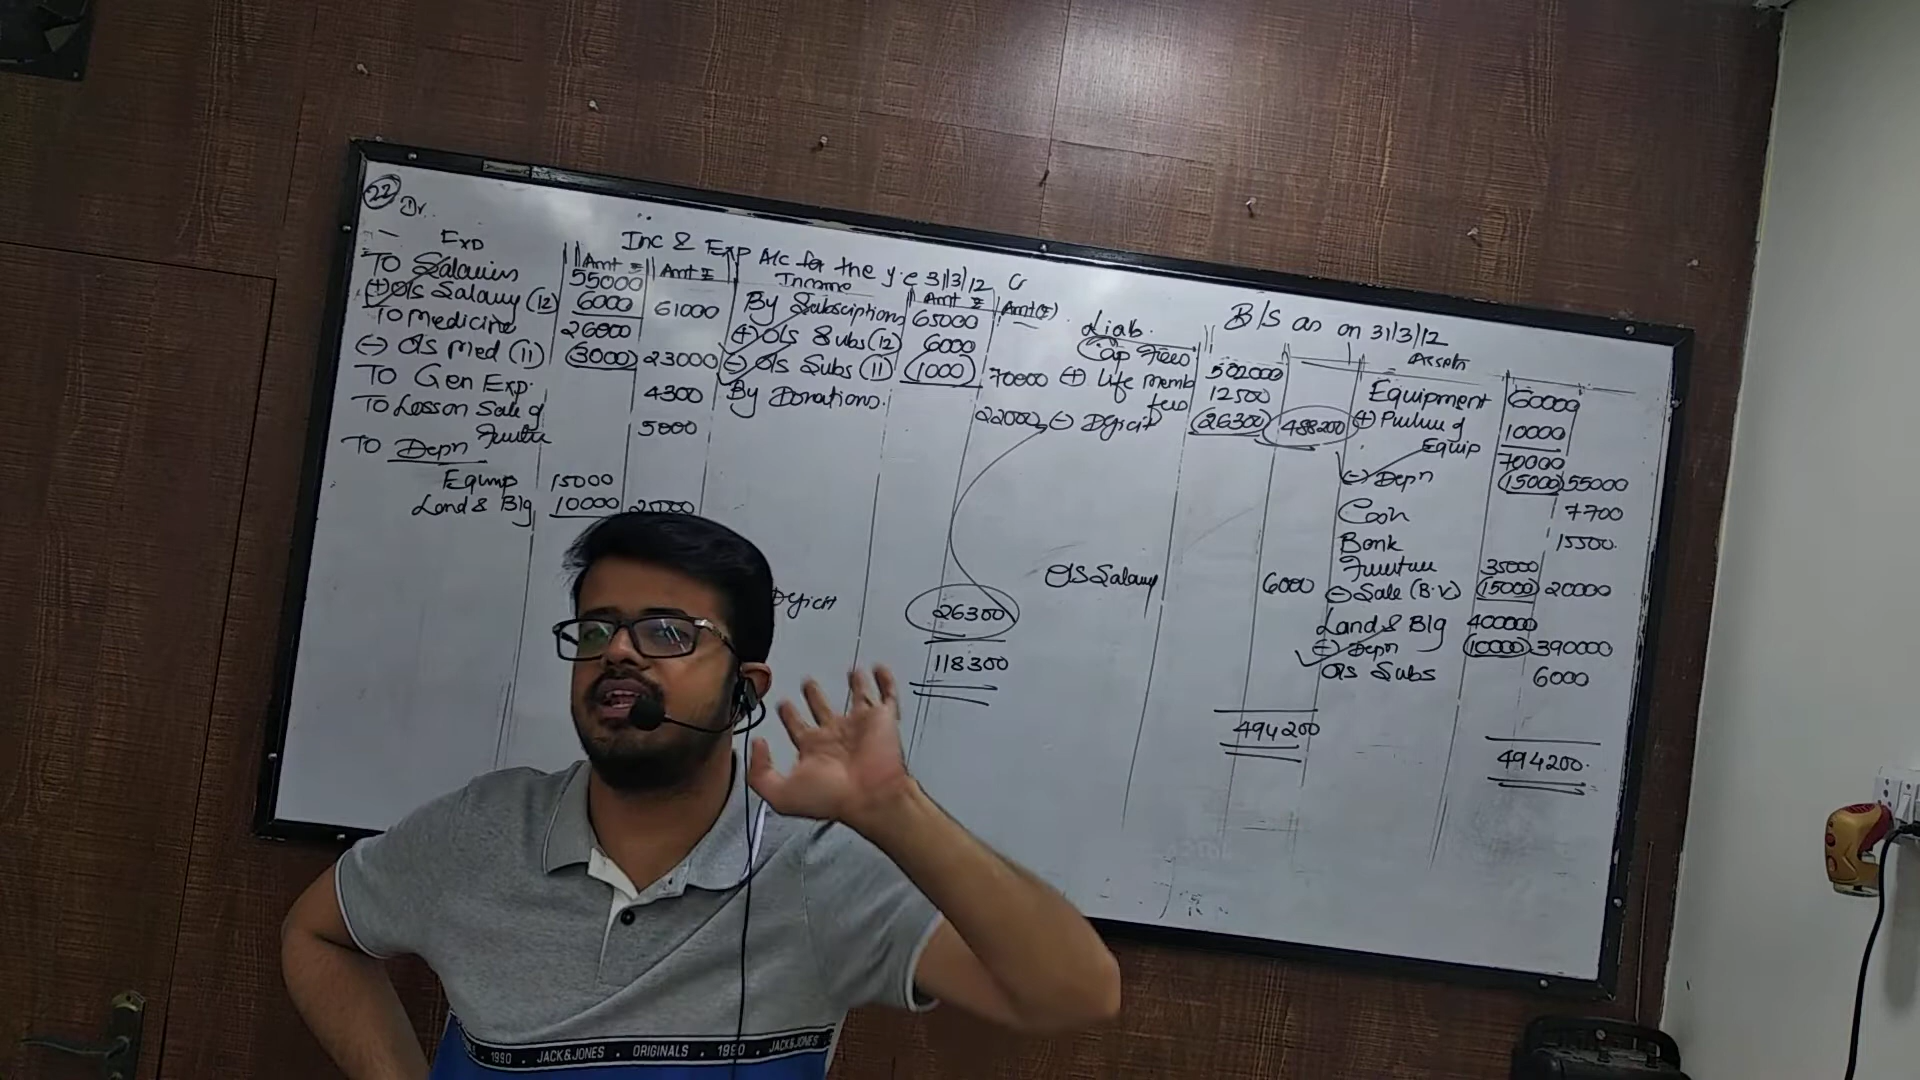 22
Dr.
Inc & Exp A/c for the y.e 31/3/12 Cr
Exp Amt ₹ Amt ₹ Income Amt ₹ Amt(₹)
To Salaries 55000
(+) O/s Salary (12) 6000 61000
To Medicine 26000
(-) O/s Med (11) (3000) 23000
To Gen Exp. 4300
To Loss on Sale of
Furniture 5000
To Depn
Equip 15000
Land & Blg 10000 25000
By Subscriptions 65000
(+) O/s Subs (12) 6000
(-) O/s Subs (11) (1000) 70000
By Donations. 22000
Deficit 26300
118300
B/S as on 31/3/12
Liab. Assets
Cap Fund 502000
(+) Life Memb 12500
fees
(-) Deficit (26300) 488200
O/s Salary 6000
494200
Equipment 60000
(+) Purchase of 10000
Equip 70000
(-) Depn (15000) 55000
Cash 7700
Bank 15500.
Furniture 35000
(-) Sale (B.V) (15000) 20000
Land & Blg 400000
(-) Depn (10000) 390000
O/s Subs 6000
494200.
1990 . JACK&JONES . ORIGINALS . 1990 . JACK&JONES